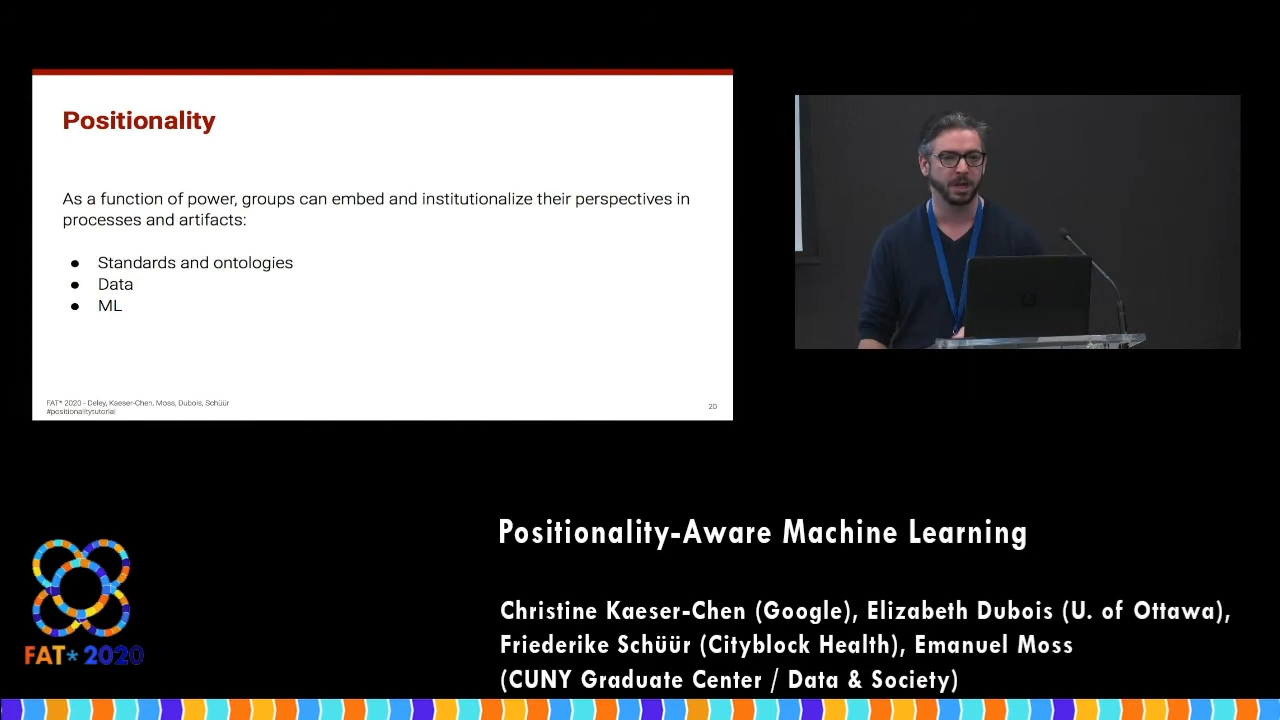 Positionality
As a function of power, groups can embed and institutionalize their perspectives in
processes and artifacts:
● Standards and ontologies
● Data
● ML
FAT* 2020 - Deley, Kaeser-Chen, Moss, Dubois, Schüür
#positionalitytutorial
20
Positionality-Aware Machine Learning
Christine Kaeser-Chen (Google), Elizabeth Dubois (U. of Ottawa),
Friederike Schüür (Cityblock Health), Emanuel Moss
(CUNY Graduate Center / Data & Society)
FAT* 2020